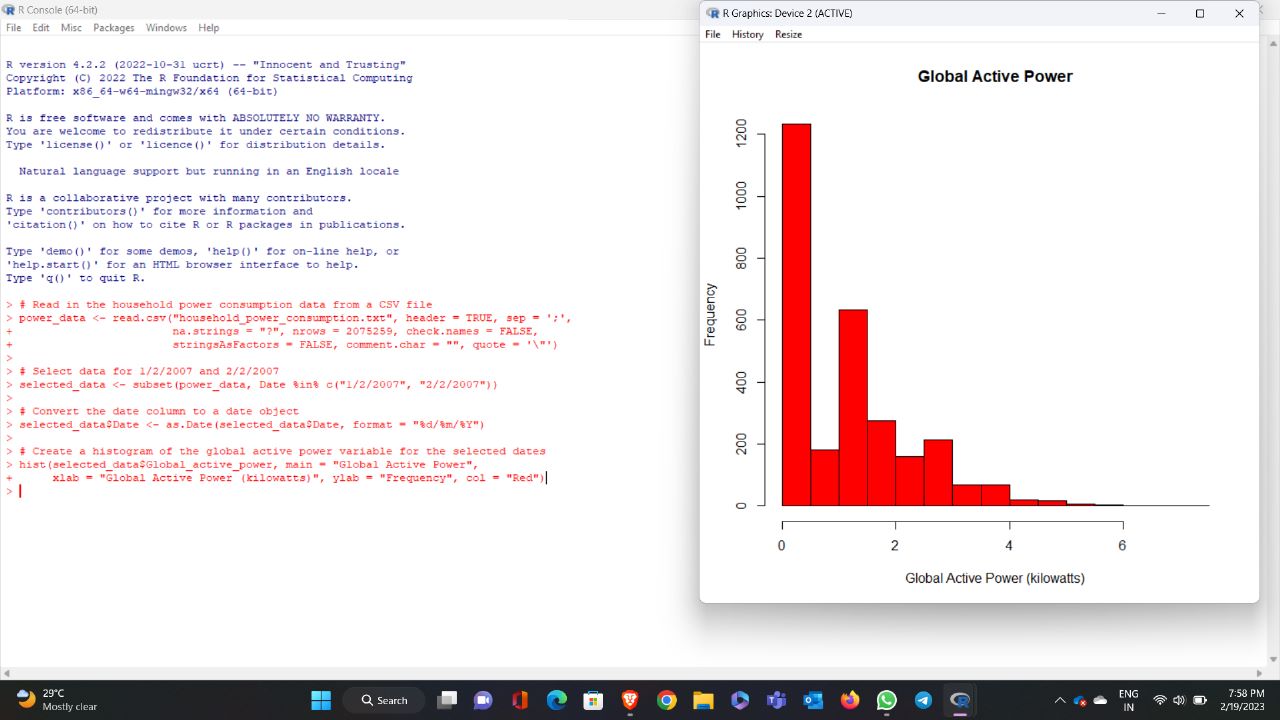 R Console (64-bit)
File Edit Misc Packages Windows Help
R version 4.2.2 (2022-10-31 ucrt) -- "Innocent and Trusting"
Copyright (C) 2022 The R Foundation for Statistical Computing
Platform: x86_64-w64-mingw32/x64 (64-bit)
R is free software and comes with ABSOLUTELY NO WARRANTY.
You are welcome to redistribute it under certain conditions.
Type 'license()' or 'licence()' for distribution details.
Natural language support but running in an English locale
R is a collaborative project with many contributors.
Type 'contributors()' for more information and
'citation()' on how to cite R or R packages in publications.
Type 'demo()' for some demos, 'help()' for on-line help, or
'help.start()' for an HTML browser interface to help.
Type 'q()' to quit R.
> # Read in the household power consumption data from a CSV file
> power_data <- read.csv("household_power_consumption.txt", header = TRUE, sep = ';',
+ na.strings = "?", nrows = 2075259, check.names = FALSE,
+ stringsAsFactors = FALSE, comment.char = "", quote = '\"')
>
> # Select data for 1/2/2007 and 2/2/2007
> selected_data <- subset(power_data, Date %in% c("1/2/2007", "2/2/2007"))
>
> # Convert the date column to a date object
> selected_data$Date <- as.Date(selected_data$Date, format = "%d/%m/%Y")
>
> # Create a histogram of the global active power variable for the selected dates
> hist(selected_data$Global_active_power, main = "Global Active Power",
+ xlab = "Global Active Power (kilowatts)", ylab = "Frequency", col = "Red")
>
R Graphics: Device 2 (ACTIVE)
File History Resize
Global Active Power
Frequency
1200
1000
800
600
400
200
0
0 2 4 6
Global Active Power (kilowatts)
29°C
Mostly clear
Search
ENG
IN
7:58 PM
2/19/2023